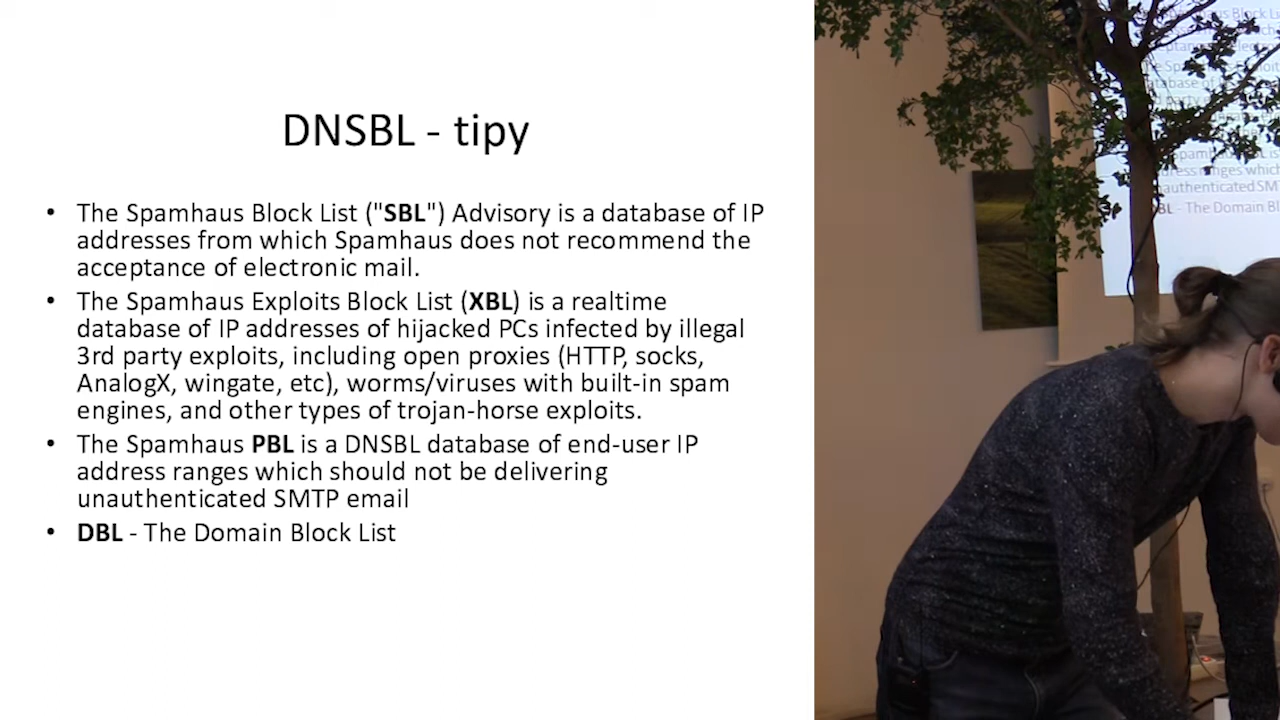 DNSBL - tipy
• The Spamhaus Block List ("SBL") Advisory is a database of IP
addresses from which Spamhaus does not recommend the
acceptance of electronic mail.
• The Spamhaus Exploits Block List (XBL) is a realtime
database of IP addresses of hijacked PCs infected by illegal
3rd party exploits, including open proxies (HTTP, socks,
AnalogX, wingate, etc), worms/viruses with built-in spam
engines, and other types of trojan-horse exploits.
• The Spamhaus PBL is a DNSBL database of end-user IP
address ranges which should not be delivering
unauthenticated SMTP email
• DBL - The Domain Block List